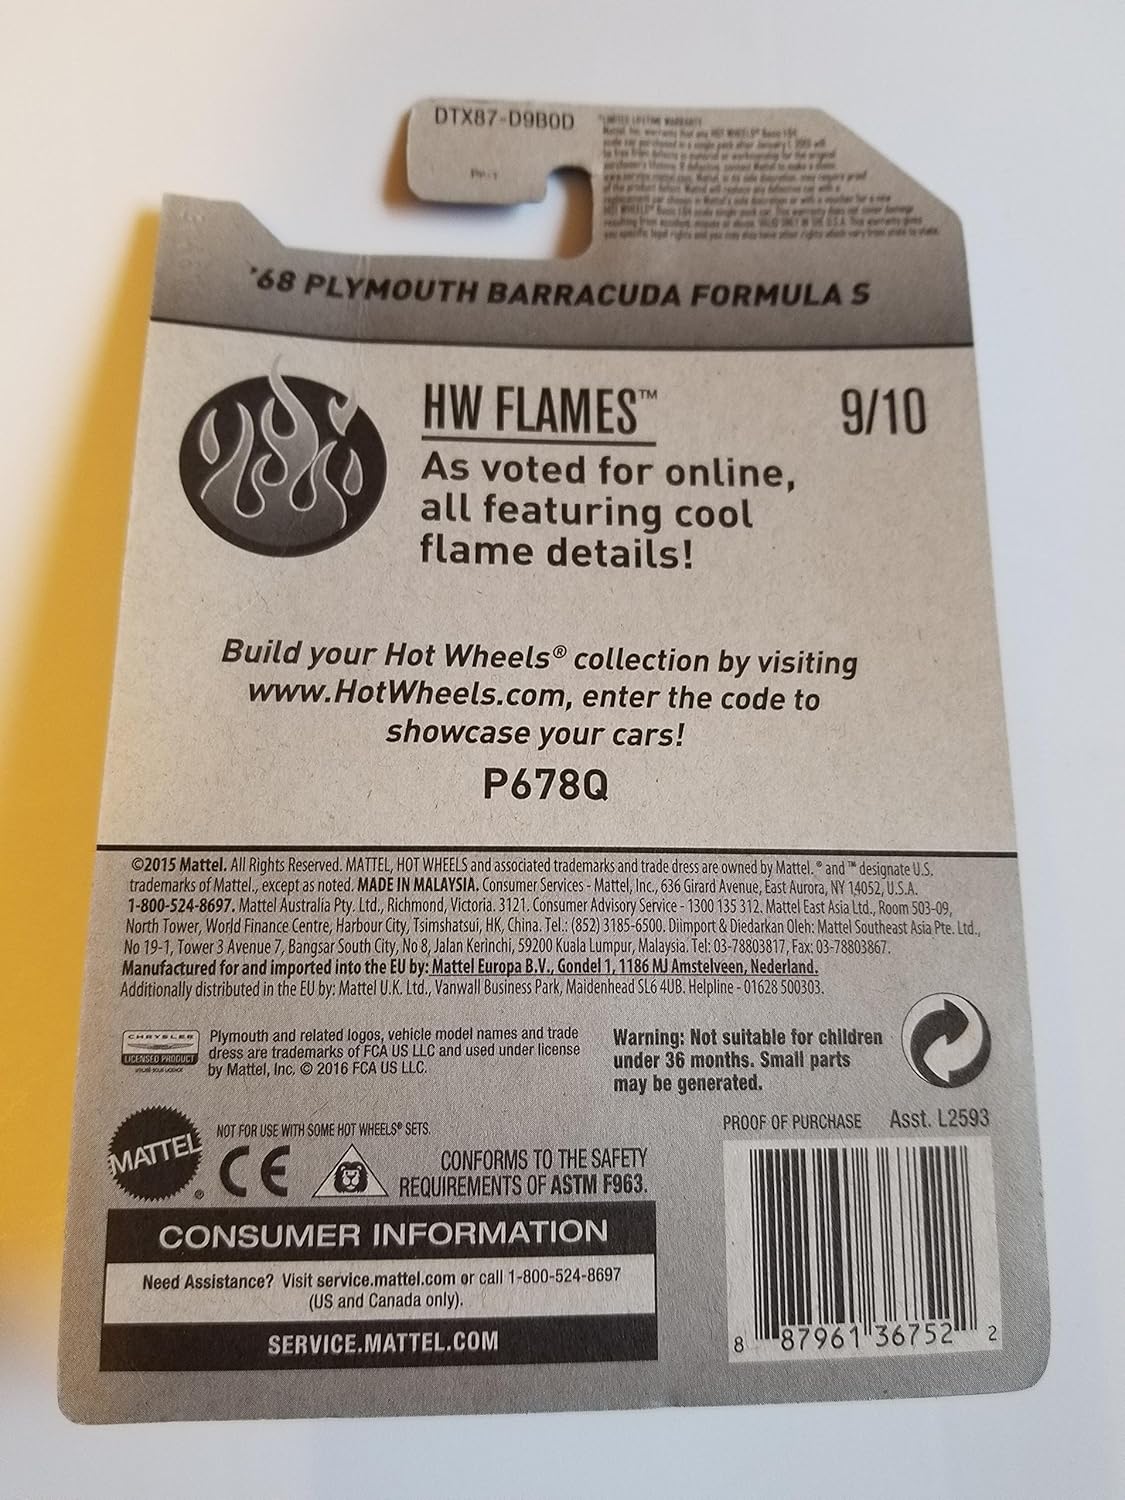 DTX87-D9B0D
*LIMITED LIFETIME WARRANTY
'68 PLYMOUTH BARRACUDA FORMULA S
HW FLAMES™
9/10
As voted for online,
all featuring cool
flame details!
Build your Hot Wheels® collection by visiting
www.HotWheels.com, enter the code to
showcase your cars!
P678Q
©2015 Mattel. All Rights Reserved. MATTEL, HOT WHEELS and associated trademarks and trade dress are owned by Mattel. ® and ™ designate U.S.
trademarks of Mattel., except as noted. MADE IN MALAYSIA. Consumer Services - Mattel, Inc., 636 Girard Avenue, East Aurora, NY 14052, U.S.A.
1-800-524-8697. Mattel Australia Pty. Ltd., Richmond, Victoria. 3121. Consumer Advisory Service - 1300 135 312. Mattel East Asia Ltd., Room 503-09,
North Tower, World Finance Centre, Harbour City, Tsimshatsui, HK, China. Tel.: (852) 3185-6500. Diimport & Diedarkan Oleh: Mattel Southeast Asia Pte. Ltd.,
No 19-1, Tower 3 Avenue 7, Bangsar South City, No 8, Jalan Kerinchi, 59200 Kuala Lumpur, Malaysia. Tel: 03-78803817, Fax: 03-78803867.
Manufactured for and imported into the EU by: Mattel Europa B.V., Gondel 1, 1186 MJ Amstelveen, Nederland.
Additionally distributed in the EU by: Mattel U.K. Ltd., Vanwall Business Park, Maidenhead SL6 4UB. Helpline - 01628 500303.
CHRYSLER
LICENSED PRODUCT
Plymouth and related logos, vehicle model names and trade
dress are trademarks of FCA US LLC and used under license
by Mattel, Inc. © 2016 FCA US LLC.
Warning: Not suitable for children
under 36 months. Small parts
may be generated.
PROOF OF PURCHASE Asst. L2593
MATTEL®
NOT FOR USE WITH SOME HOT WHEELS® SETS.
CE
CONFORMS TO THE SAFETY
REQUIREMENTS OF ASTM F963.
CONSUMER INFORMATION
Need Assistance? Visit service.mattel.com or call 1-800-524-8697
(US and Canada only).
SERVICE.MATTEL.COM
8 87961 36752 2